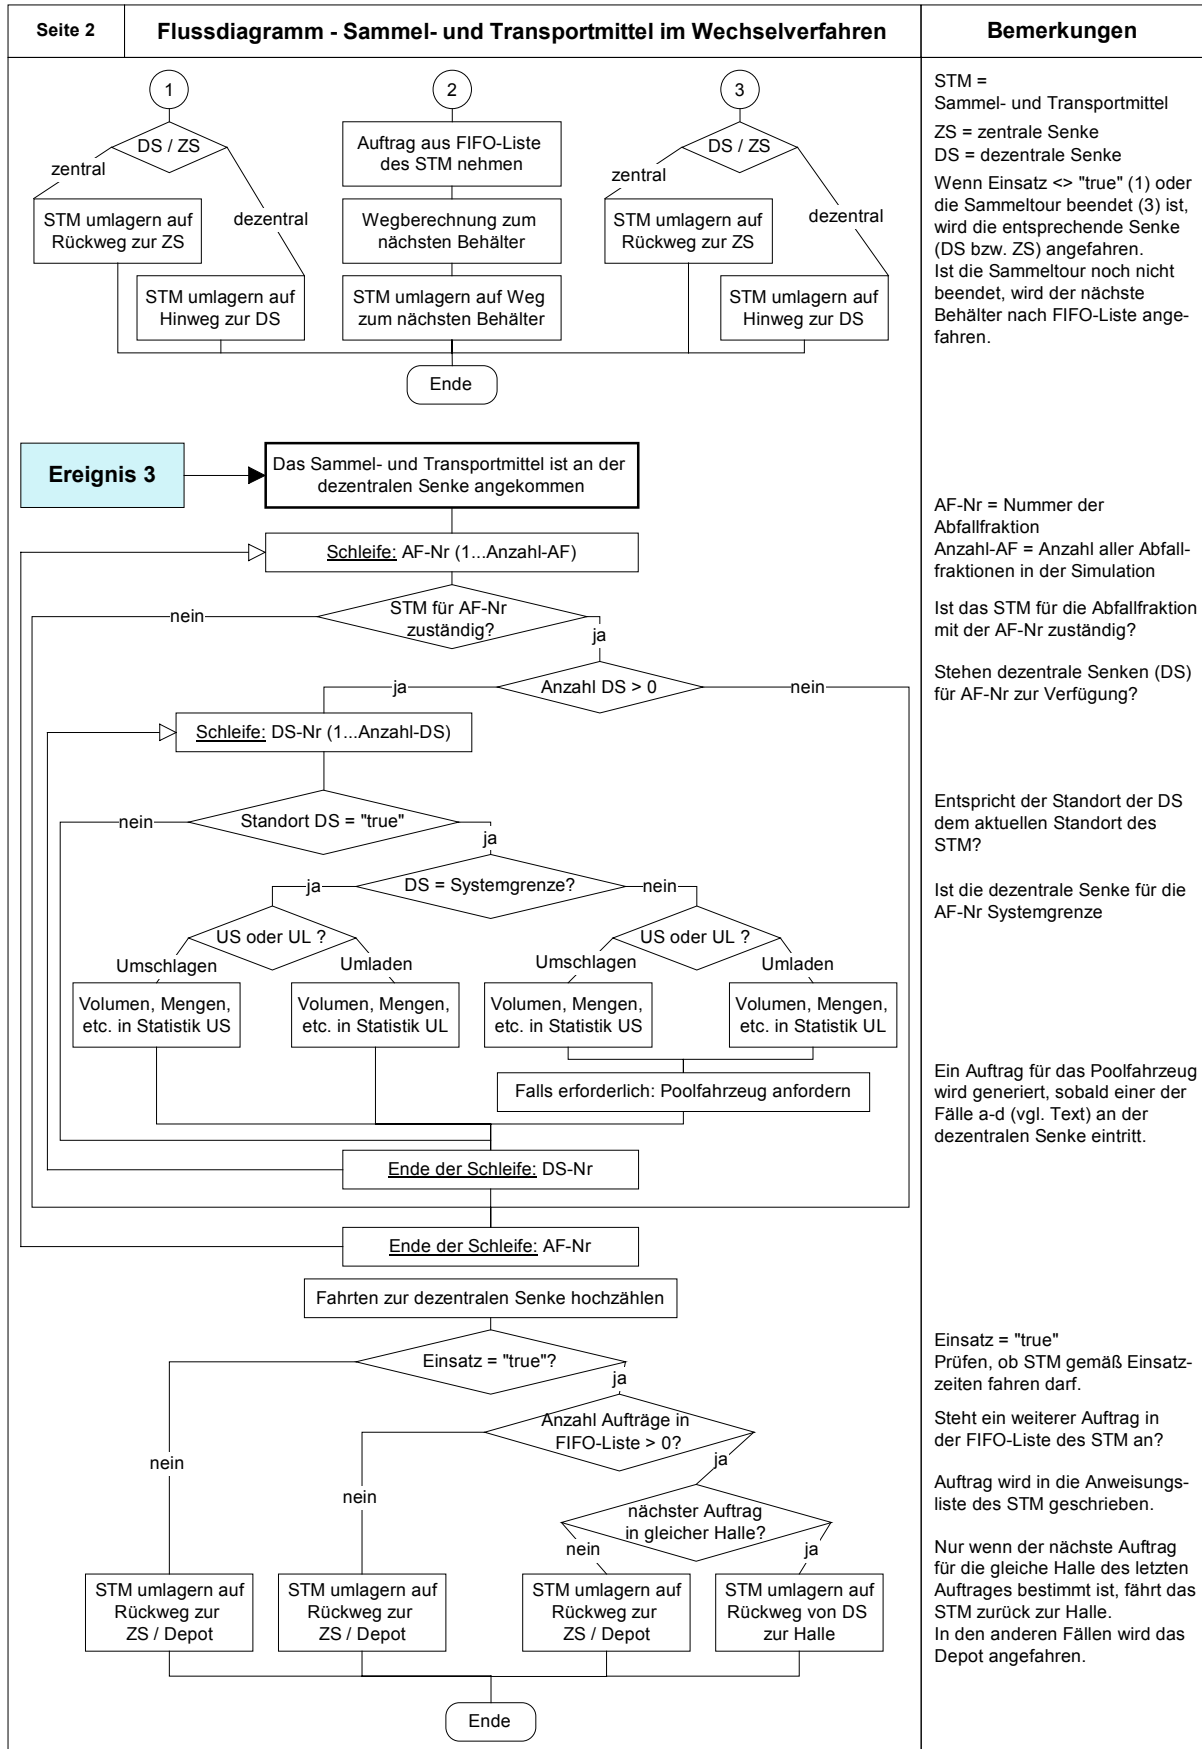 Seite 2
Flussdiagramm - Sammel- und Transportmittel im Wechselverfahren
Bemerkungen
1
DS / ZS
zentral
dezentral
STM umlagern auf
Rückweg zur ZS
STM umlagern auf
Hinweg zur DS
2
Auftrag aus FIFO-Liste
des STM nehmen
Wegberechnung zum
nächsten Behälter
STM umlagern auf Weg
zum nächsten Behälter
3
DS / ZS
zentral
dezentral
STM umlagern auf
Rückweg zur ZS
STM umlagern auf
Hinweg zur DS
Ende
STM =
Sammel- und Transportmittel
ZS = zentrale Senke
DS = dezentrale Senke
Wenn Einsatz <> "true" (1) oder
die Sammeltour beendet (3) ist,
wird die entsprechende Senke
(DS bzw. ZS) angefahren.
Ist die Sammeltour noch nicht
beendet, wird der nächste
Behälter nach FIFO-Liste ange-
fahren.
Ereignis 3
Das Sammel- und Transportmittel ist an der
dezentralen Senke angekommen
Schleife: AF-Nr (1...Anzahl-AF)
AF-Nr = Nummer der
Abfallfraktion
Anzahl-AF = Anzahl aller Abfall-
fraktionen in der Simulation
STM für AF-Nr
zuständig?
nein
ja
Ist das STM für die Abfallfraktion
mit der AF-Nr zuständig?
Anzahl DS > 0
ja
nein
Stehen dezentrale Senken (DS)
für AF-Nr zur Verfügung?
Schleife: DS-Nr (1...Anzahl-DS)
Standort DS = "true"
nein
ja
Entspricht der Standort der DS
dem aktuellen Standort des
STM?
DS = Systemgrenze?
ja
nein
Ist die dezentrale Senke für die
AF-Nr Systemgrenze
US oder UL ?
Umschlagen
Umladen
US oder UL ?
Umschlagen
Umladen
Volumen, Mengen,
etc. in Statistik US
Volumen, Mengen,
etc. in Statistik UL
Volumen, Mengen,
etc. in Statistik US
Volumen, Mengen,
etc. in Statistik UL
Falls erforderlich: Poolfahrzeug anfordern
Ein Auftrag für das Poolfahrzeug
wird generiert, sobald einer der
Fälle a-d (vgl. Text) an der
dezentralen Senke eintritt.
Ende der Schleife: DS-Nr
Ende der Schleife: AF-Nr
Fahrten zur dezentralen Senke hochzählen
Einsatz = "true"?
nein
ja
Einsatz = "true"
Prüfen, ob STM gemäß Einsatz-
zeiten fahren darf.
Anzahl Aufträge in
FIFO-Liste > 0?
nein
ja
Steht ein weiterer Auftrag in
der FIFO-Liste des STM an?
Auftrag wird in die Anweisungs-
liste des STM geschrieben.
nächster Auftrag
in gleicher Halle?
nein
ja
Nur wenn der nächste Auftrag
für die gleiche Halle des letzten
Auftrages bestimmt ist, fährt das
STM zurück zur Halle.
In den anderen Fällen wird das
Depot angefahren.
STM umlagern auf
Rückweg zur
ZS / Depot
STM umlagern auf
Rückweg zur
ZS / Depot
STM umlagern auf
Rückweg zur
ZS / Depot
STM umlagern auf
Rückweg von DS
zur Halle
Ende